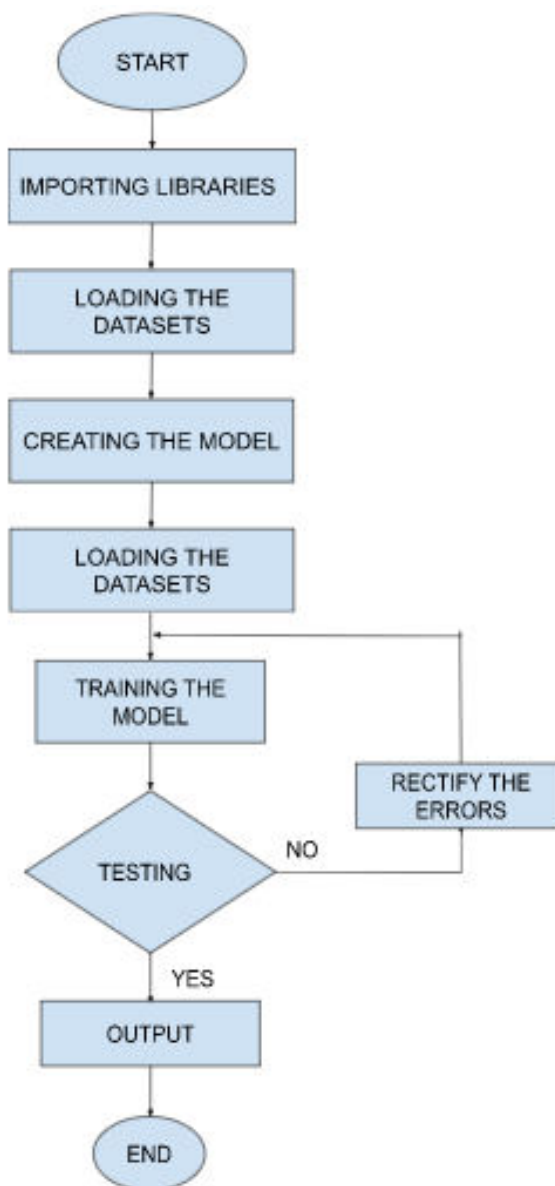 START
IMPORTING LIBRARIES
LOADING THE
DATASETS
CREATING THE MODEL
LOADING THE
DATASETS
TRAINING THE
MODEL
RECTIFY THE
ERRORS
NO
TESTING
YES
OUTPUT
END